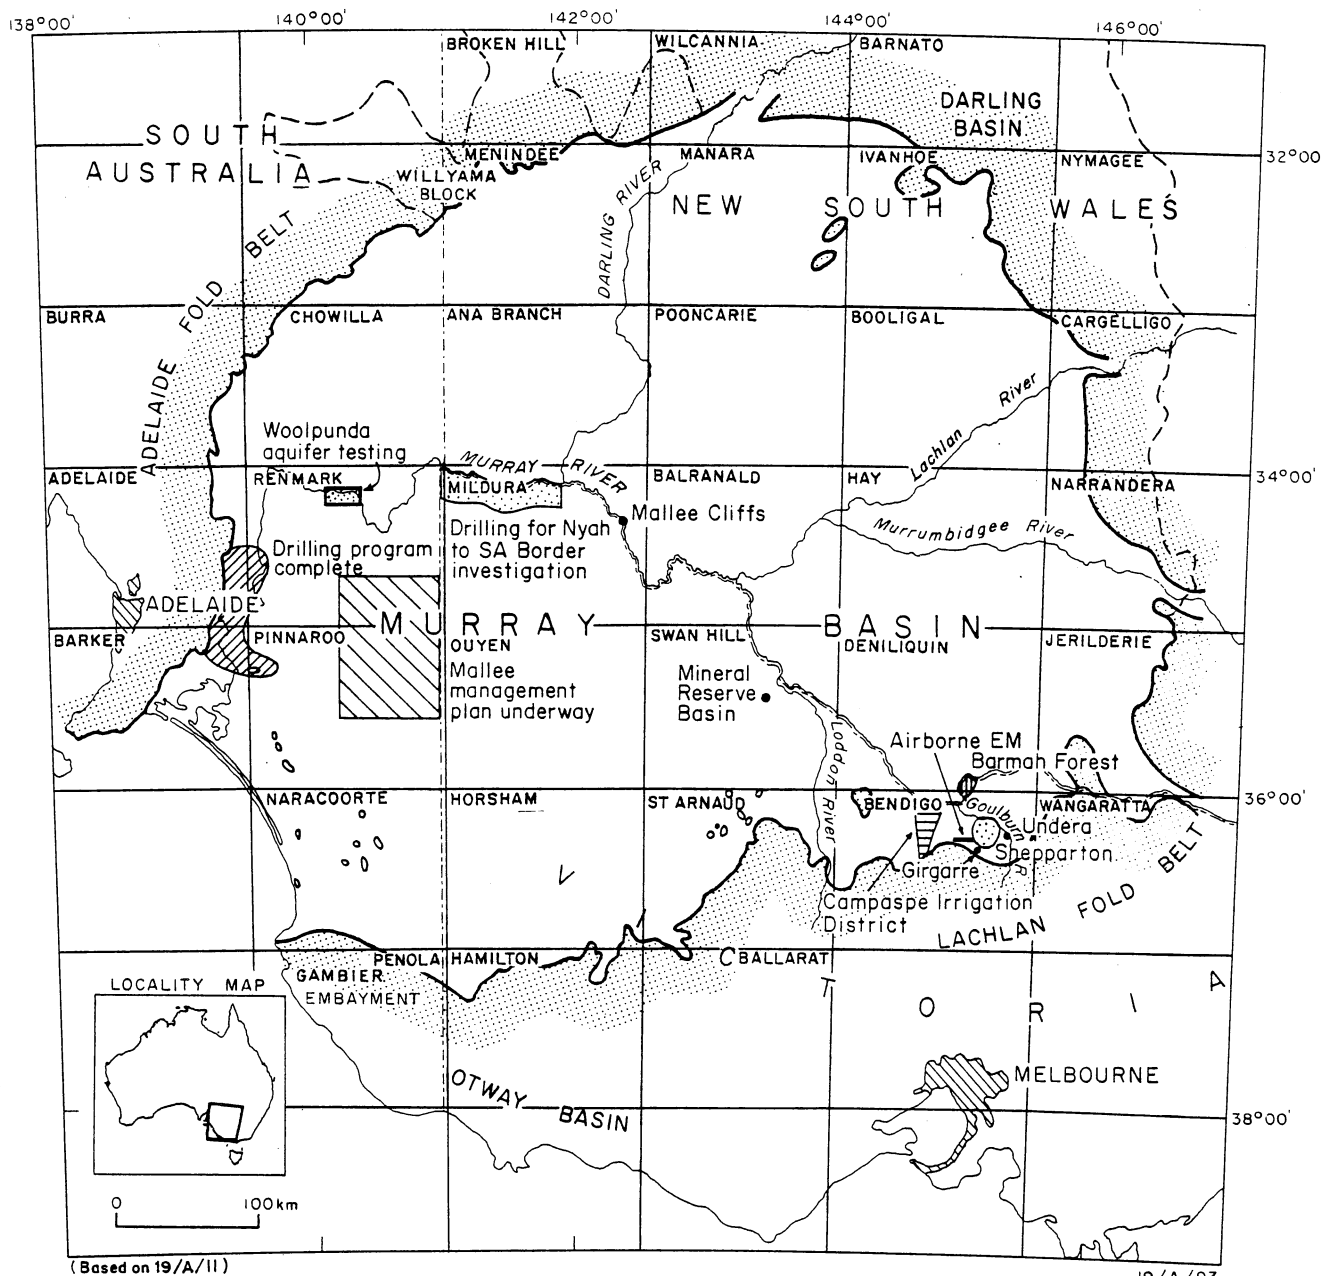 138°00'
140°00'
142°00'
144°00'
146°00'
BROKEN HILL
WILCANNIA
BARNATO
DARLING
BASIN
SOUTH
AUSTRALIA
MENINDEE
MANARA
IVANHOE
NYMAGEE
32°00
WILLYAMA
BLOCK
NEW SOUTH WALES
DARLING RIVER
ADELAIDE FOLD BELT
BURRA
CHOWILLA
ANA BRANCH
POONCARIE
BOOLIGAL
CARGELLIGO
Lachlan River
Woolpunda
aquifer testing
MURRAY RIVER
ADELAIDE
RENMARK
MILDURA
BALRANALD
HAY
NARRANDERA
34°00'
Mallee Cliffs
Murrumbidgee River
Drilling for Nyah
to SA Border
investigation
Drilling program
complete
ADELAIDE
MURRAY BASIN
BARKER
PINNAROO
OUYEN
SWAN HILL
DENILIQUIN
JERILDERIE
Mallee
management
plan underway
Mineral
Reserve
Basin
Loddon River
Airborne EM
Barmah Forest
NARACOORTE
HORSHAM
ST ARNAUD
BENDIGO
WANGARATTA
36°00'
Goulburn R
Undera
Shepparton
Girgarre
Campaspe Irrigation
District
LACHLAN FOLD BELT
PENOLA
HAMILTON
BALLARAT
GAMBIER
EMBAYMENT
V C T O R I A
LOCALITY MAP
MELBOURNE
OTWAY BASIN
38°00'
0 100km
(Based on 19/A/11)